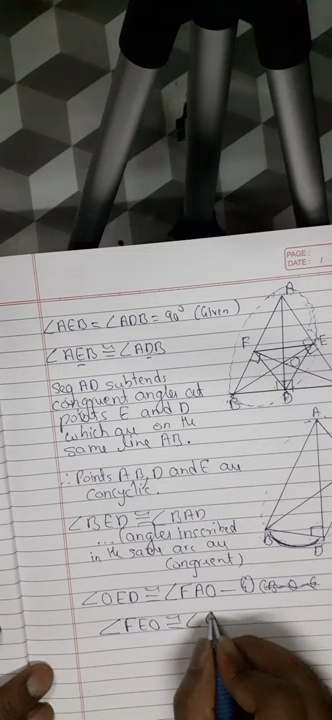 PAGE:
DATE: /
∠AEB = ∠ADB = 90° (Given)
∠AEB ≅ ∠ADB
seg AD subtends
congruent angles at
points E and D
which are on the
same line AB.
∴ Points A, B, D and E are
concyclic.
∠BED ≅ ∠BAD
... (angles inscribed
in the same arc are
congruent)
∠OED ≅ ∠FAO –
∠FEO ≅ ∠
A
F
E
B
D
A
B
D